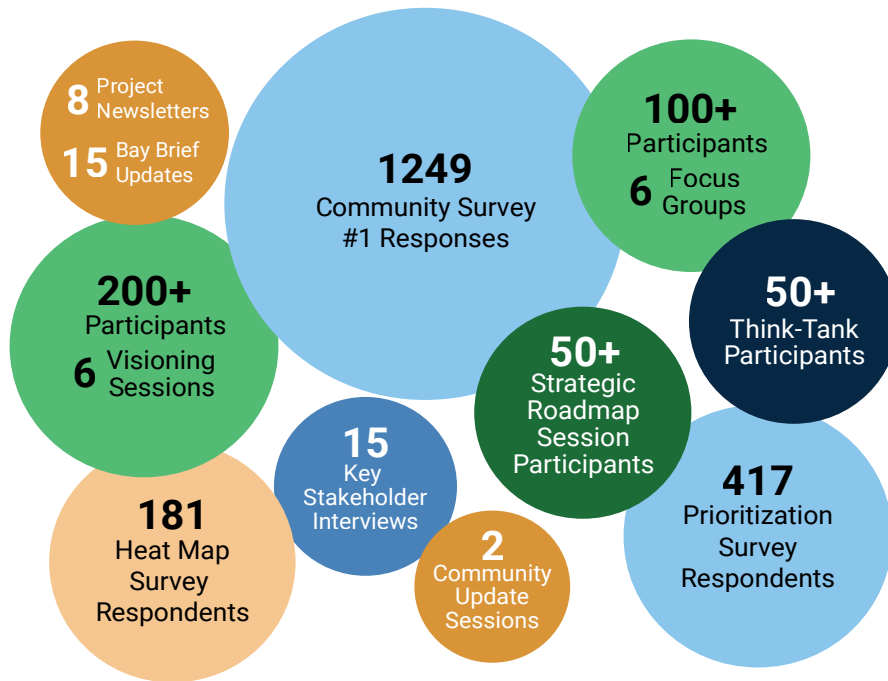 8 Project
Newsletters
15 Bay Brief
Updates
1249
Community Survey
#1 Responses
100+
Participants
6 Focus
Groups
200+
Participants
6 Visioning
Sessions
50+
Think-Tank
Participants
50+
Strategic
Roadmap
Session
Participants
15
Key
Stakeholder
Interviews
417
Prioritization
Survey
Respondents
181
Heat Map
Survey
Respondents
2
Community
Update
Sessions